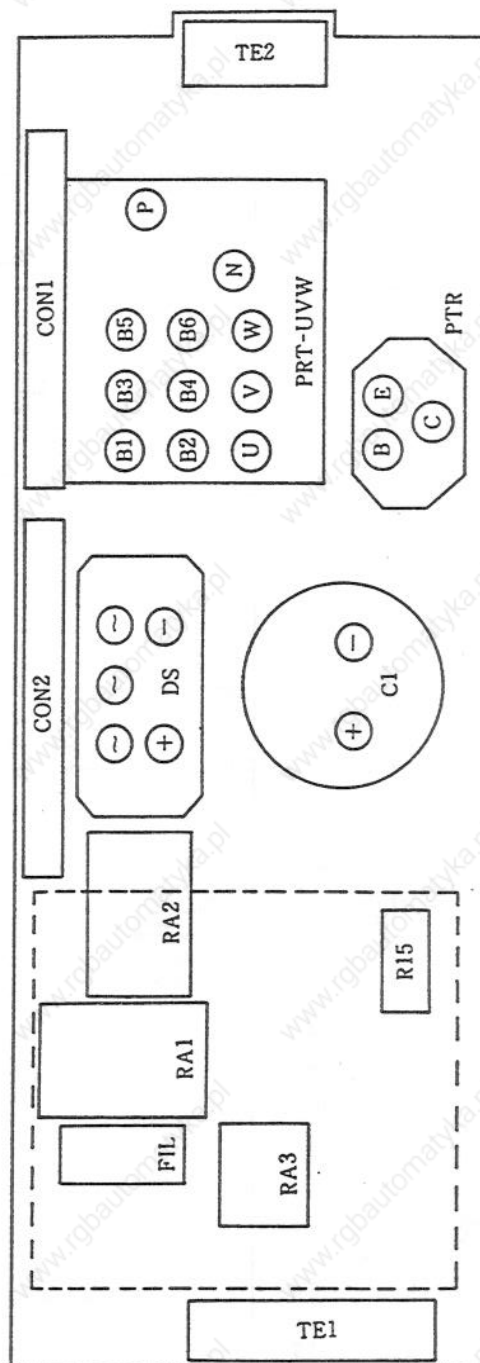 TE2
CON1
P
N
B5
B6
W
B3
B4
V
B1
B2
U
PRT-UVW
PTR
E
B
C
CON2
~
~
~
−
+
DS
−
+
C1
RA2
R15
RA1
FIL
RA3
TE1
www.rgbautomatyka.pl